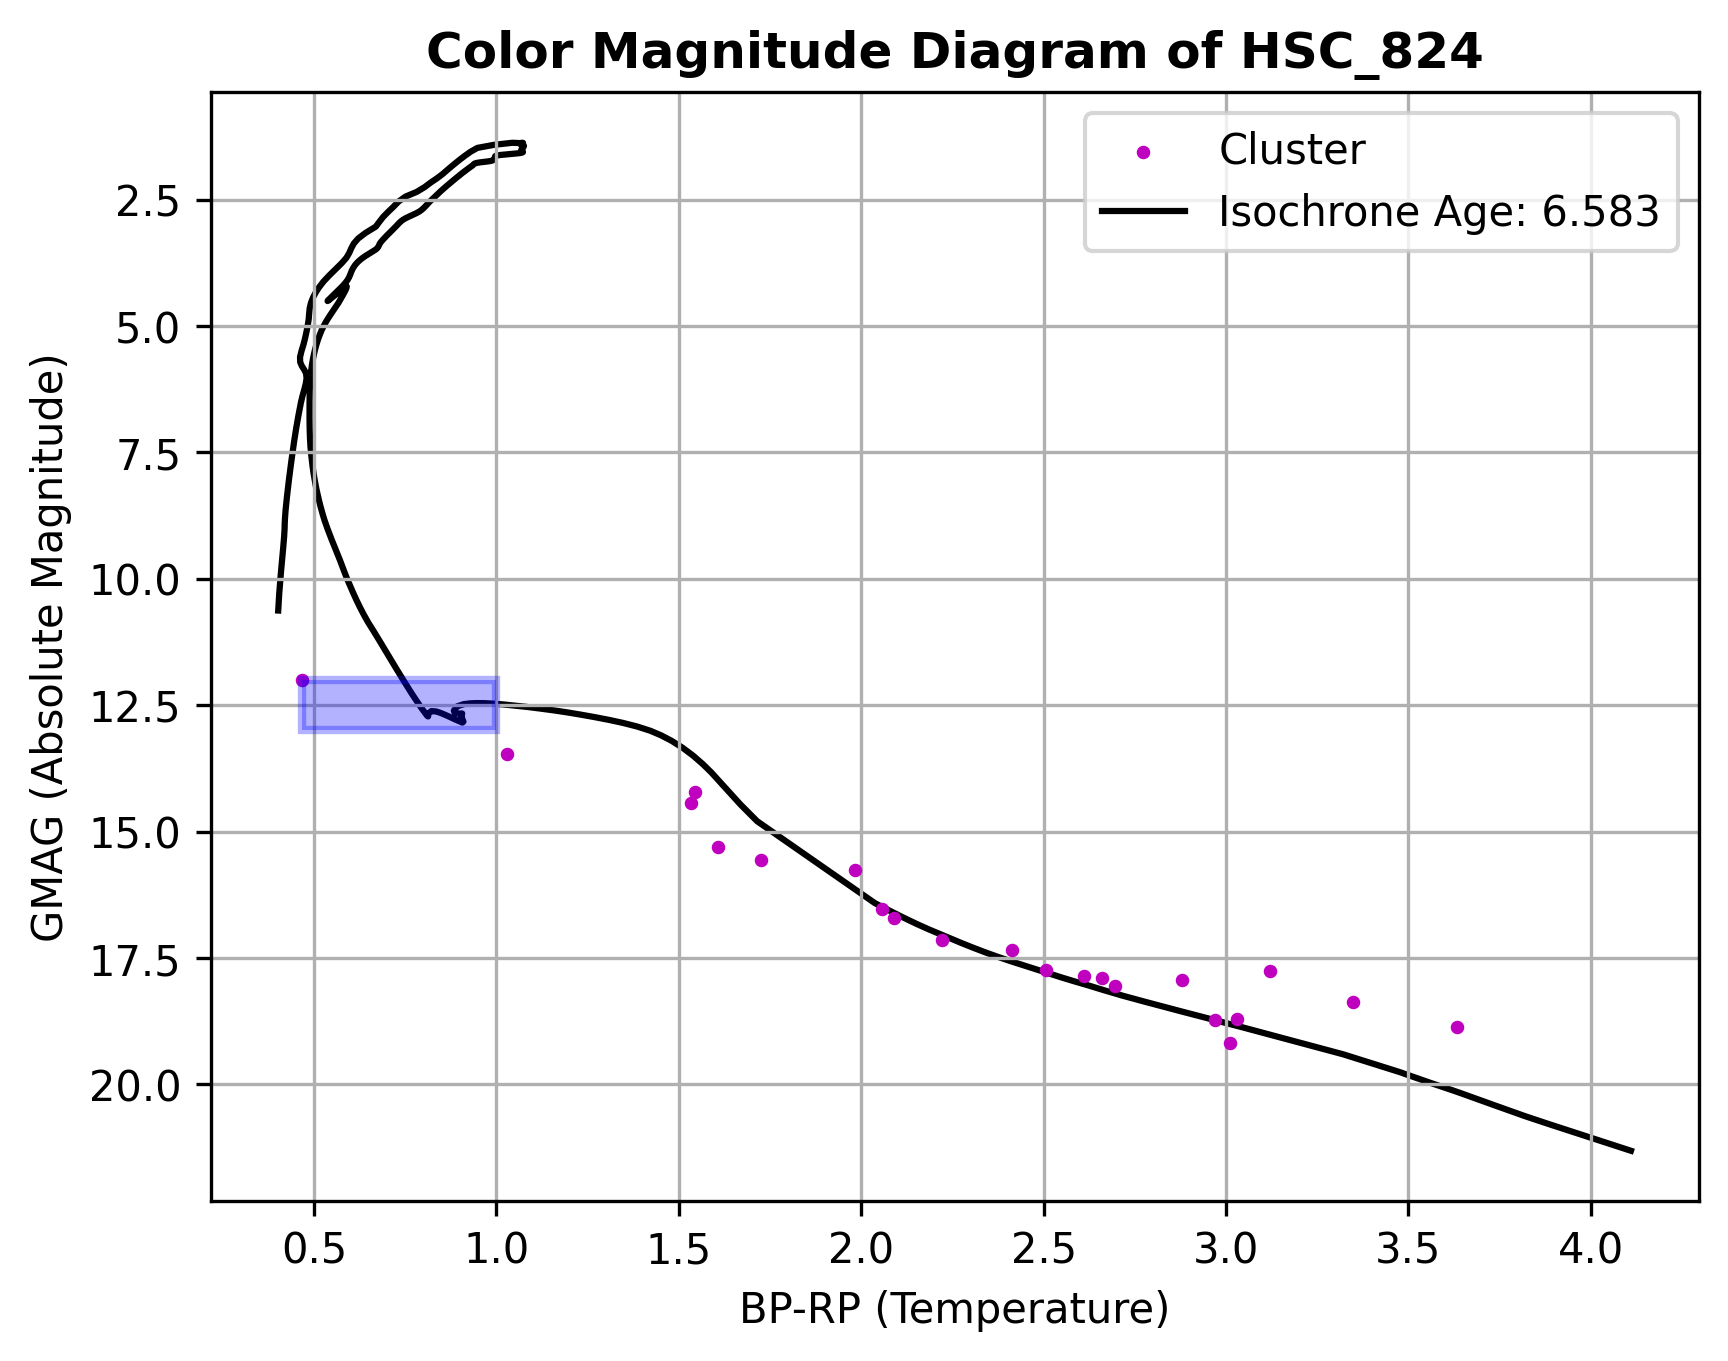 Color Magnitude Diagram of HSC_824
Cluster
Isochrone Age: 6.583
GMAG (Absolute Magnitude)
2.5
5.0
7.5
10.0
12.5
15.0
17.5
20.0
0.5 1.0 1.5 2.0 2.5 3.0 3.5 4.0
BP-RP (Temperature)